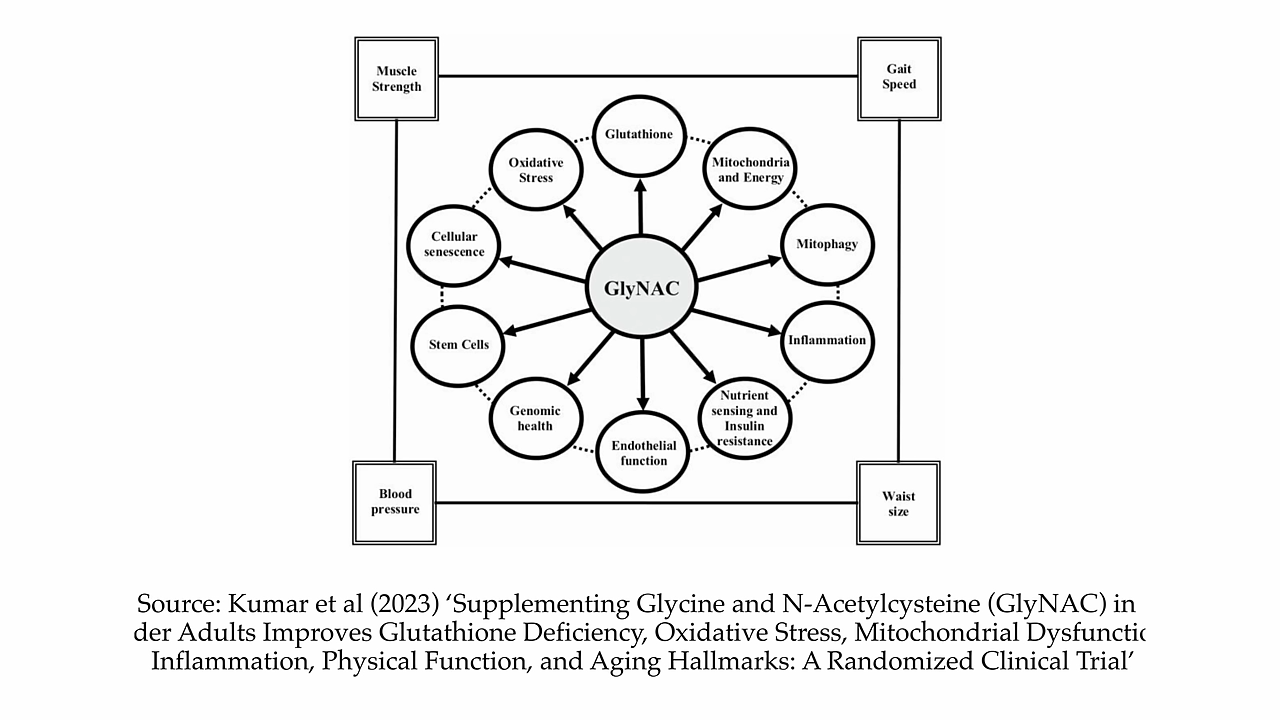 Muscle
Strength
Gait
Speed
Glutathione
Oxidative
Stress
Mitochondria
and Energy
Cellular
senescence
Mitophagy
GlyNAC
Stem Cells
Inflammation
Genomic
health
Nutrient
sensing and
Insulin
resistance
Endothelial
function
Blood
pressure
Waist
size
Source: Kumar et al (2023) ‘Supplementing Glycine and N-Acetylcysteine (GlyNAC) in
der Adults Improves Glutathione Deficiency, Oxidative Stress, Mitochondrial Dysfunctic
Inflammation, Physical Function, and Aging Hallmarks: A Randomized Clinical Trial’